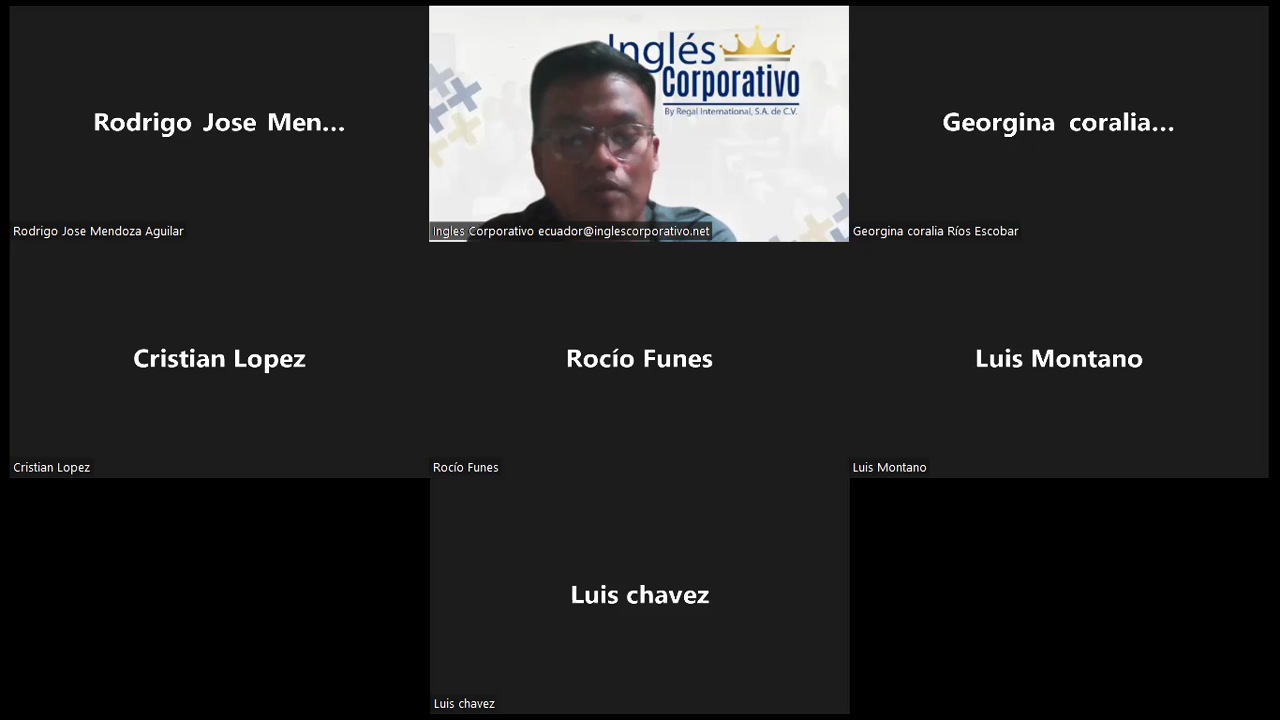 Rodrigo Jose Men...
Rodrigo Jose Mendoza Aguilar
Inglés
Corporativo
By Regal International, S.A. de C.V.
Ingles Corporativo ecuador@inglescorporativo.net
Georgina coralia...
Georgina coralia Ríos Escobar
Cristian Lopez
Cristian Lopez
Rocío Funes
Rocío Funes
Luis Montano
Luis Montano
Luis chavez
Luis chavez